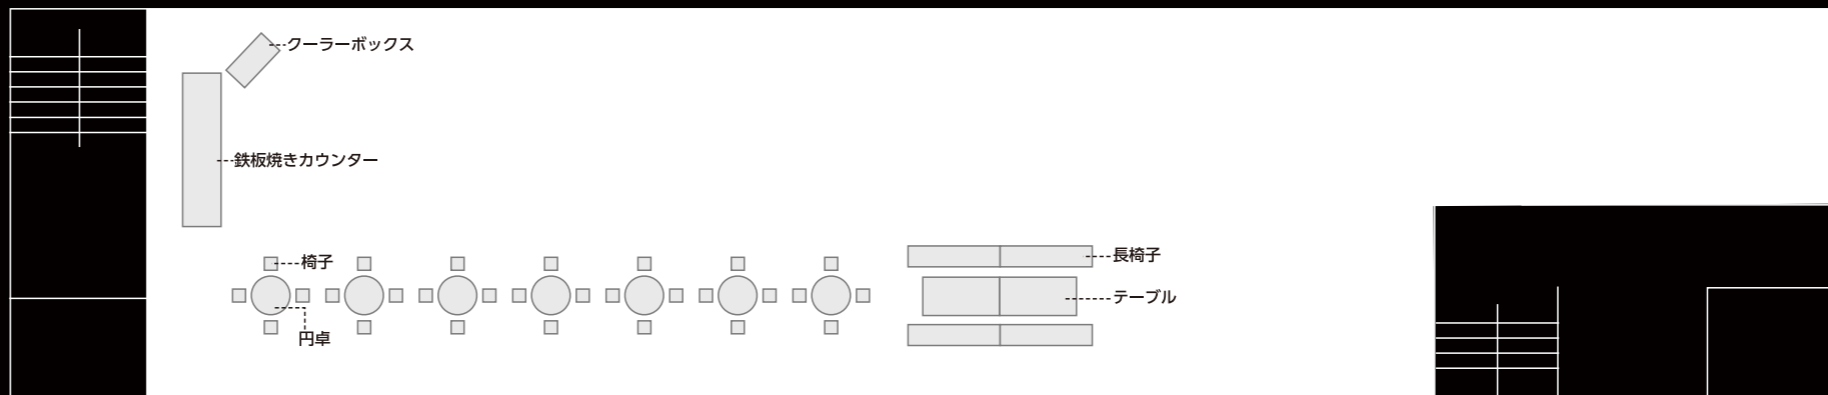 クーラーボックス
鉄板焼きカウンター
椅子
長椅子
テーブル
円卓